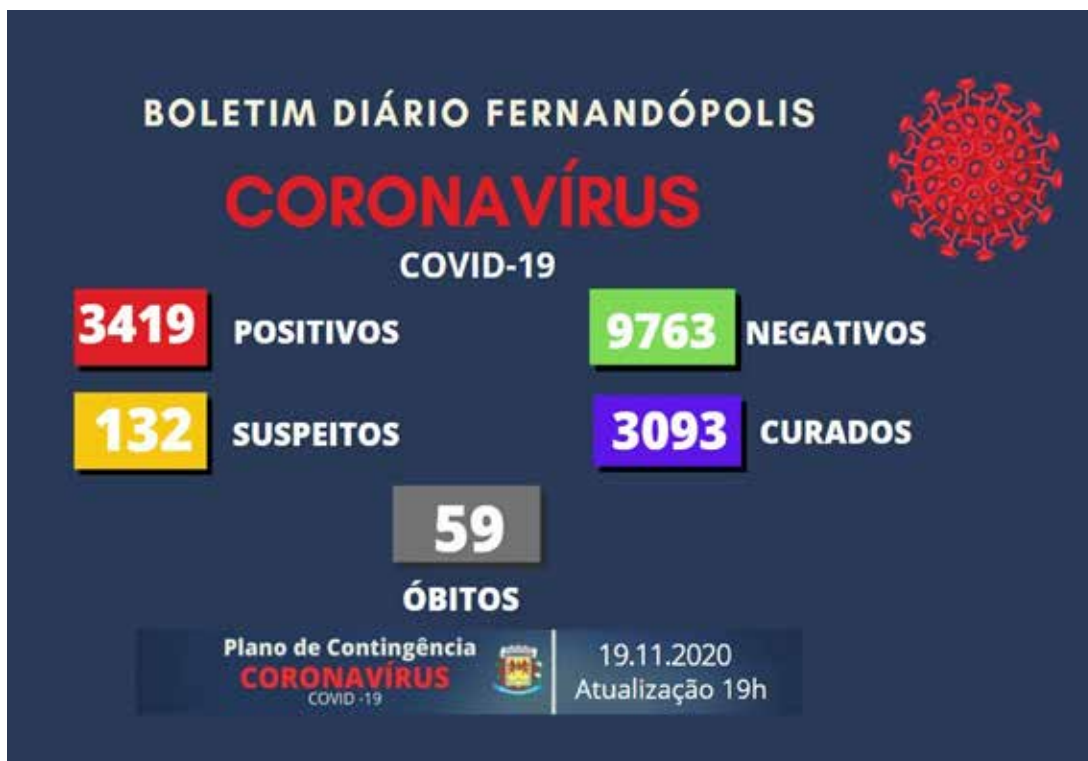 BOLETIM DIÁRIO FERNANDÓPOLIS
CORONAVÍRUS
COVID-19
3419 POSITIVOS
9763 NEGATIVOS
132 SUSPEITOS
3093 CURADOS
59
ÓBITOS
Plano de Contingência
CORONAVÍRUS
COVID -19
19.11.2020
Atualização 19h